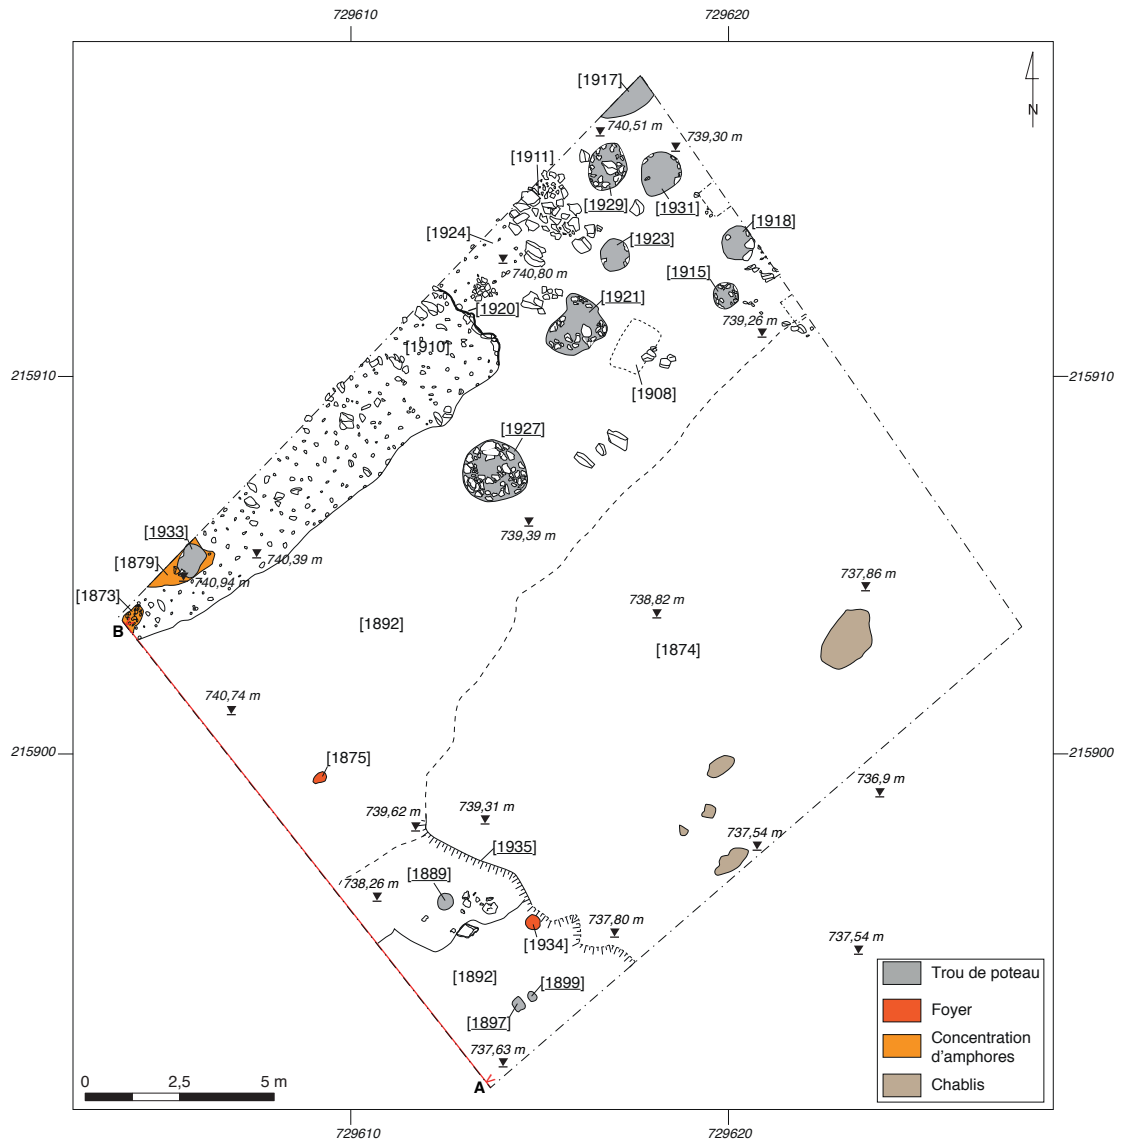 729610
729620
N
[1917]
740,51 m
739,30 m
[1911]
[1929]
[1931]
[1918]
[1924]
[1923]
740,80 m
[1915]
[1920]
[1921]
739,26 m
[1910]
215910
215910
[1908]
[1927]
[1933]
739,39 m
[1879]
740,39 m
740,94 m
[1873]
737,86 m
738,82 m
B
[1892]
[1874]
740,74 m
215900
215900
[1875]
736,9 m
739,62 m
739,31 m
737,54 m
[1935]
[1889]
738,26 m
737,80 m
[1934]
737,54 m
[1892]
[1899]
[1897]
737,63 m
A
Trou de poteau
Foyer
Concentration
d'amphores
Chablis
0
2,5
5 m
729610
729620